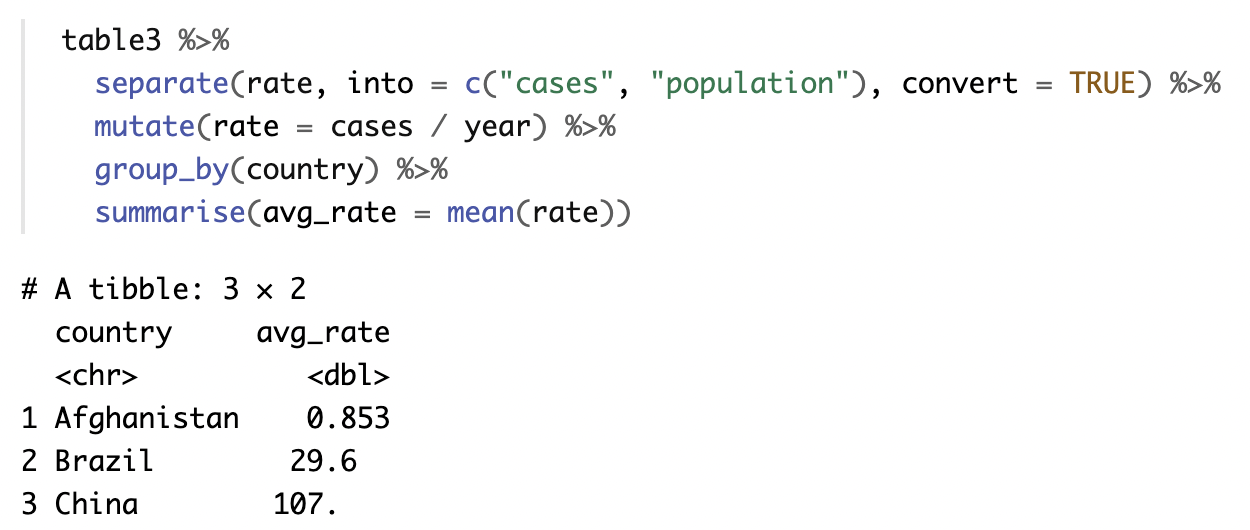 table3 %>%
  separate(rate, into = c("cases", "population"), convert = TRUE) %>%
  mutate(rate = cases / year) %>%
  group_by(country) %>%
  summarise(avg_rate = mean(rate))
# A tibble: 3 × 2
  country     avg_rate
  <chr>          <dbl>
1 Afghanistan    0.853
2 Brazil        29.6
3 China        107.